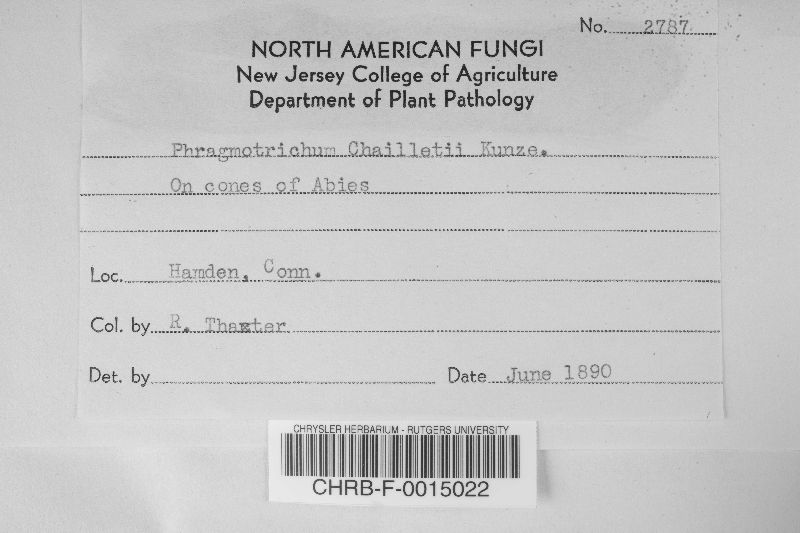 No. 2787
NORTH AMERICAN FUNGI
New Jersey College of Agriculture
Department of Plant Pathology
Phragmotrichum Chailletii Kunze.
On cones of Abies
Loc. Hamden, Conn.
Col. by R. Thaxter
Det. by
Date June 1890
CHRYSLER HERBARIUM - RUTGERS UNIVERSITY
CHRB-F-0015022